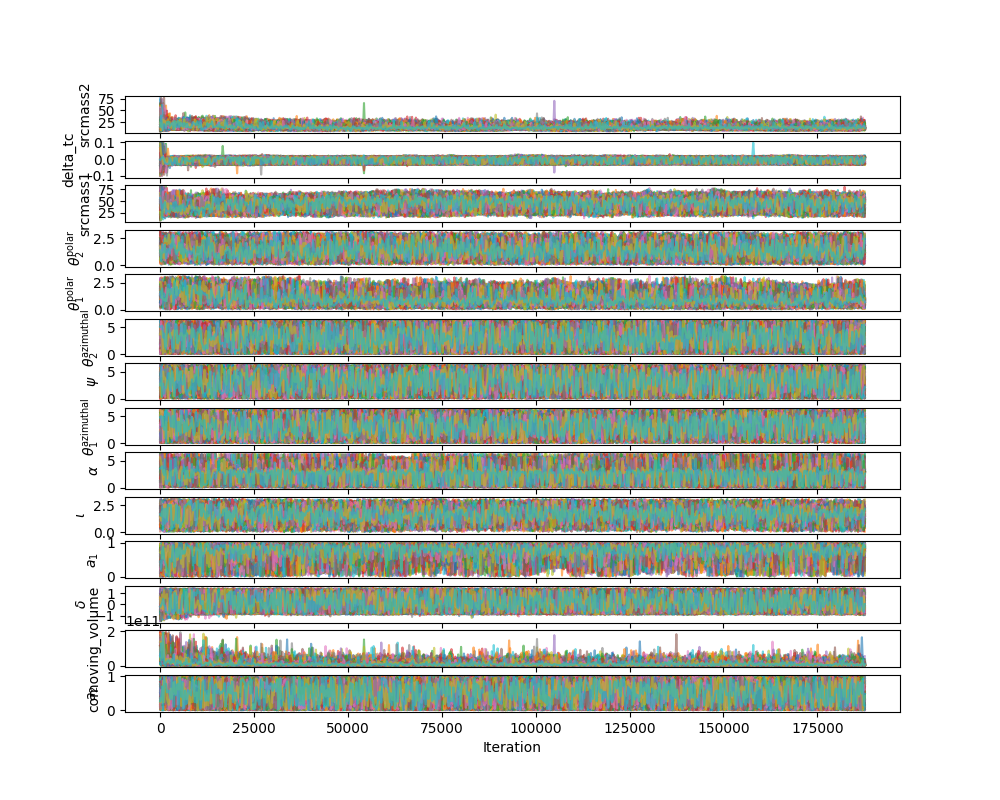 srcmass2
75
50
25
delta_tc
0.1
0.0
−0.1
srcmass1
75
50
25
θ₂^polar
2.5
0.0
θ₁^polar
2.5
0.0
θ₂^azimuthal
5
0
ψ
5
0
θ₁^azimuthal
5
0
α
5
0
ι
2.5
0.0
a₁
1
0
δ
1
0
−1
1e11
comoving_volume
2
0
1
0
0 25000 50000 75000 100000 125000 150000 175000
Iteration